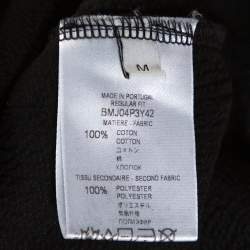 M
MADE IN PORTUGAL
REGULAR FIT
BMJ04P3Y42
MATIERE - FABRIC
100% COTON
COTTON
コットン
棉
ХЛОПОК
TISSU SECONDAIRE - SECOND FABRIC
100% POLYESTER
POLYESTER
ポリエステル